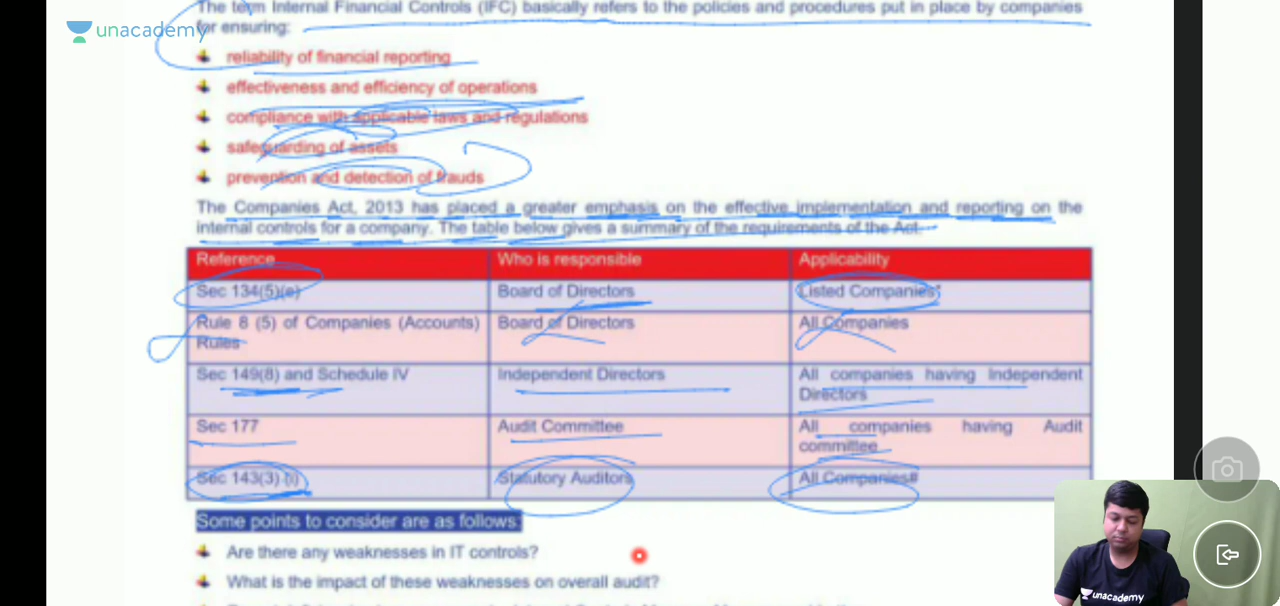 The term Internal Financial Controls (IFC) basically refers to the policies and procedures put in place by companies
for ensuring:
unacademy
reliability of financial reporting
effectiveness and efficiency of operations
compliance with applicable laws and regulations
safeguarding of assets
prevention and detection of frauds
The Companies Act, 2013 has placed a greater emphasis on the effective implementation and reporting on the
internal controls for a company. The table below gives a summary of the requirements of the Act.
Reference Who is responsible Applicability
Sec 134(5)(e) Board of Directors Listed Companies*
Rule 8 (5) of Companies (Accounts) Board of Directors All Companies
Rules
Sec 149(8) and Schedule IV Independent Directors All companies having Independent
Directors
Sec 177 Audit Committee All companies having Audit
committee
Sec 143(3) (i) Statutory Auditors All Companies#
Some points to consider are as follows:
Are there any weaknesses in IT controls?
What is the impact of these weaknesses on overall audit?
unacademy